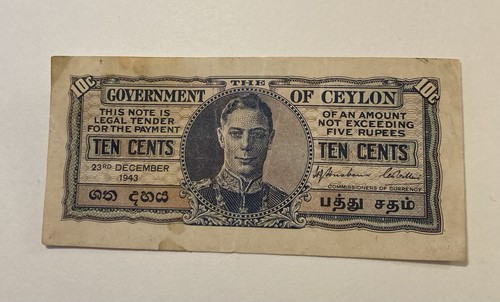 10c THE 10c
GOVERNMENT OF CEYLON
THIS NOTE IS
LEGAL TENDER
FOR THE PAYMENT
OF AN AMOUNT
NOT EXCEEDING
FIVE RUPEES
TEN CENTS TEN CENTS
23RD DECEMBER
1943
COMMISSIONERS OF CURRENCY
ශත දහය
பத்து சதம்